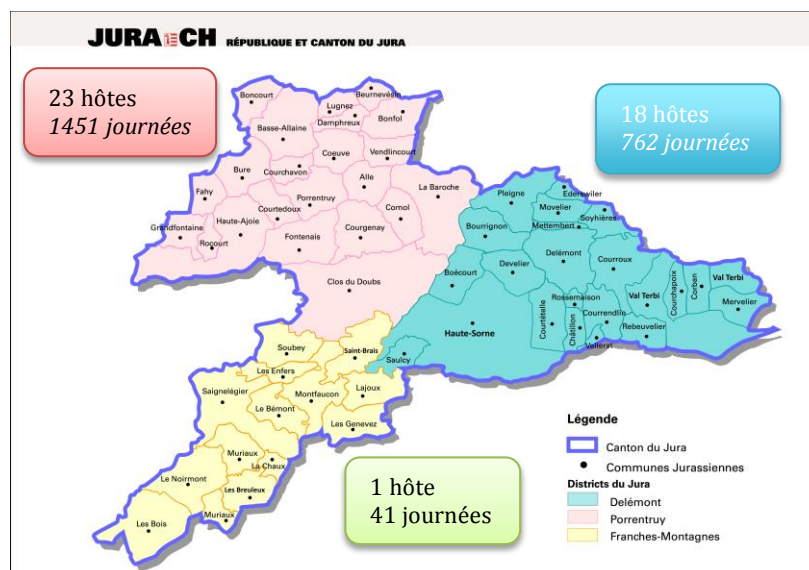 JURA CH RÉPUBLIQUE ET CANTON DU JURA
23 hôtes
1451 journées
18 hôtes
762 journées
Boncourt
Beurnevésin
Lugnez
Damphreux
Bonfol
Basse-Allaine
Coeuve
Vendlincourt
Courchavon
Bure
Alle
Fahy
Porrentruy
La Baroche
Courtedoux
Cornol
Haute-Ajoie
Grandfontaine
Rocourt
Fontenais
Courgenay
Clos du Doubs
Pleigne
Ederswiler
Movelier
Soyhières
Mettembert
Bourrignon
Delémont
Develier
Courroux
Boécourt
Val Terbi
Courchapoix
Corban
Val Terbi
Mervelier
Rossemaison
Courrendlin
Courtételle
Châtillon
Rebeuvelier
Vellerat
Haute-Sorne
Saulcy
Soubey
Saint-Brais
Les Enfers
Saignelégier
Montfaucon
Lajoux
Le Bémont
Les Genevez
Muriaux
La Chaux
Le Noirmont
Les Breuleux
Muriaux
Les Bois
1 hôte
41 journées
Légende
Canton du Jura
Communes Jurassiennes
Districts du Jura
Delémont
Porrentruy
Franches-Montagnes